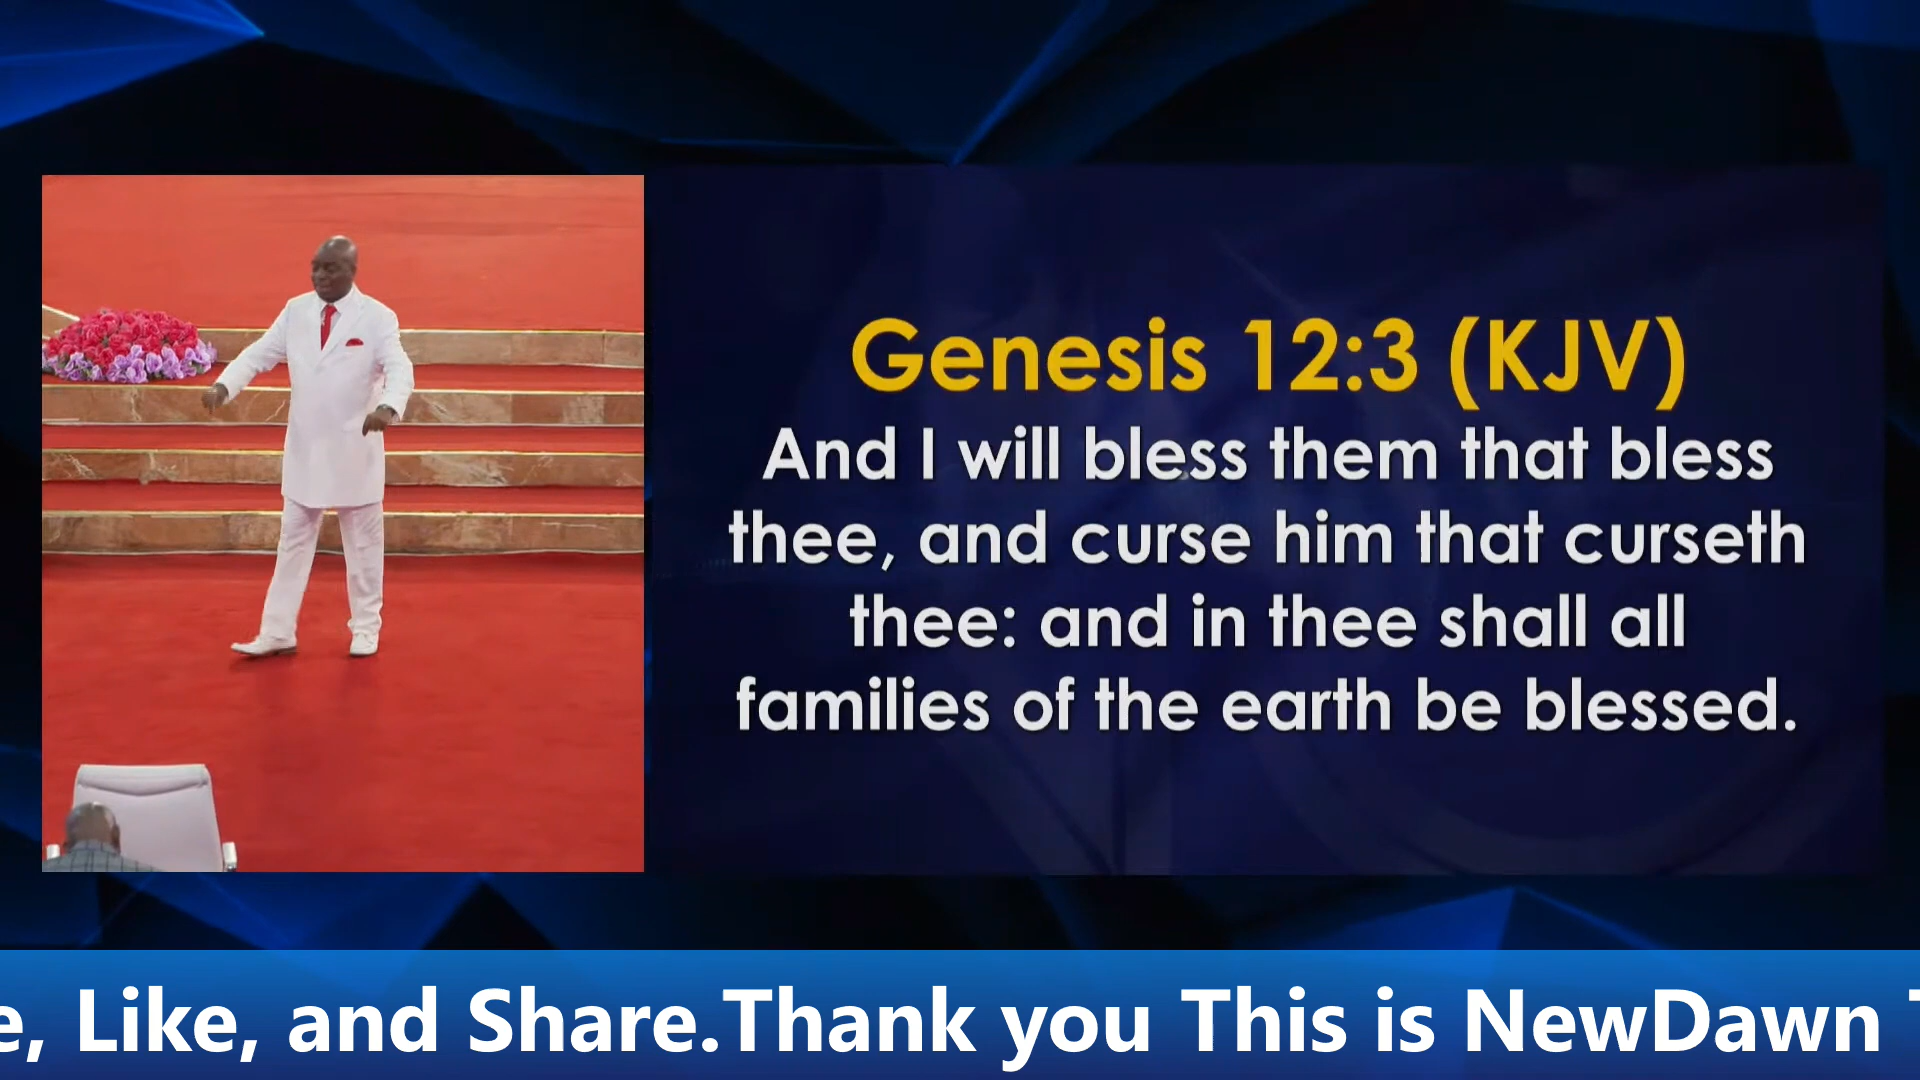 Genesis 12:3 (KJV)
And I will bless them that bless
thee, and curse him that curseth
thee: and in thee shall all
families of the earth be blessed.
e, Like, and Share.Thank you This is NewDawn T